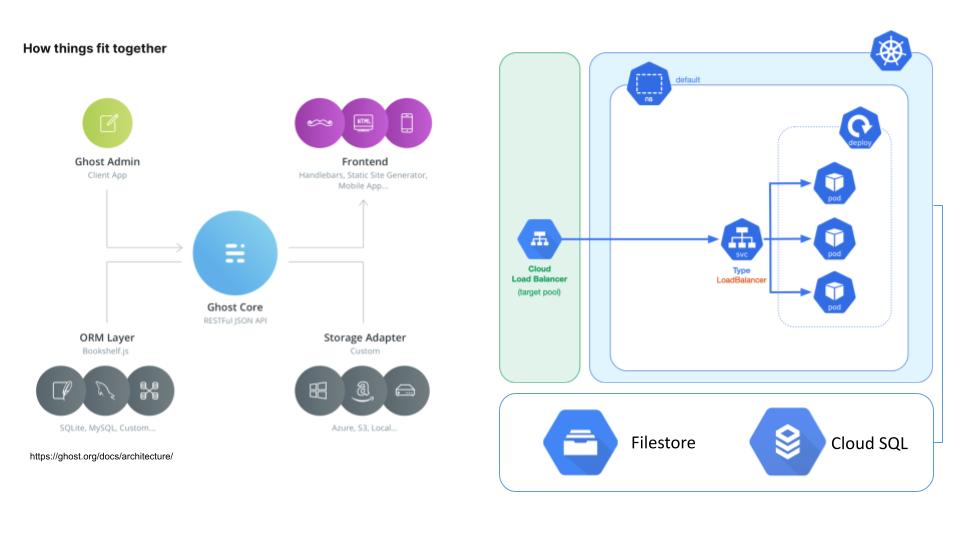 How things fit together
Ghost Admin
Client App
HTML
Frontend
Handlebars, Static Site Generator,
Mobile App...
Ghost Core
RESTFul JSON API
ORM Layer
Bookshelf.js
Storage Adapter
Custom
SQLite, MySQL, Custom...
Azure, S3, Local...
https://ghost.org/docs/architecture/
ns
default
deploy
pod
Cloud
Load Balancer
(target pool)
svc
Type
LoadBalancer
pod
pod
Filestore
Cloud SQL